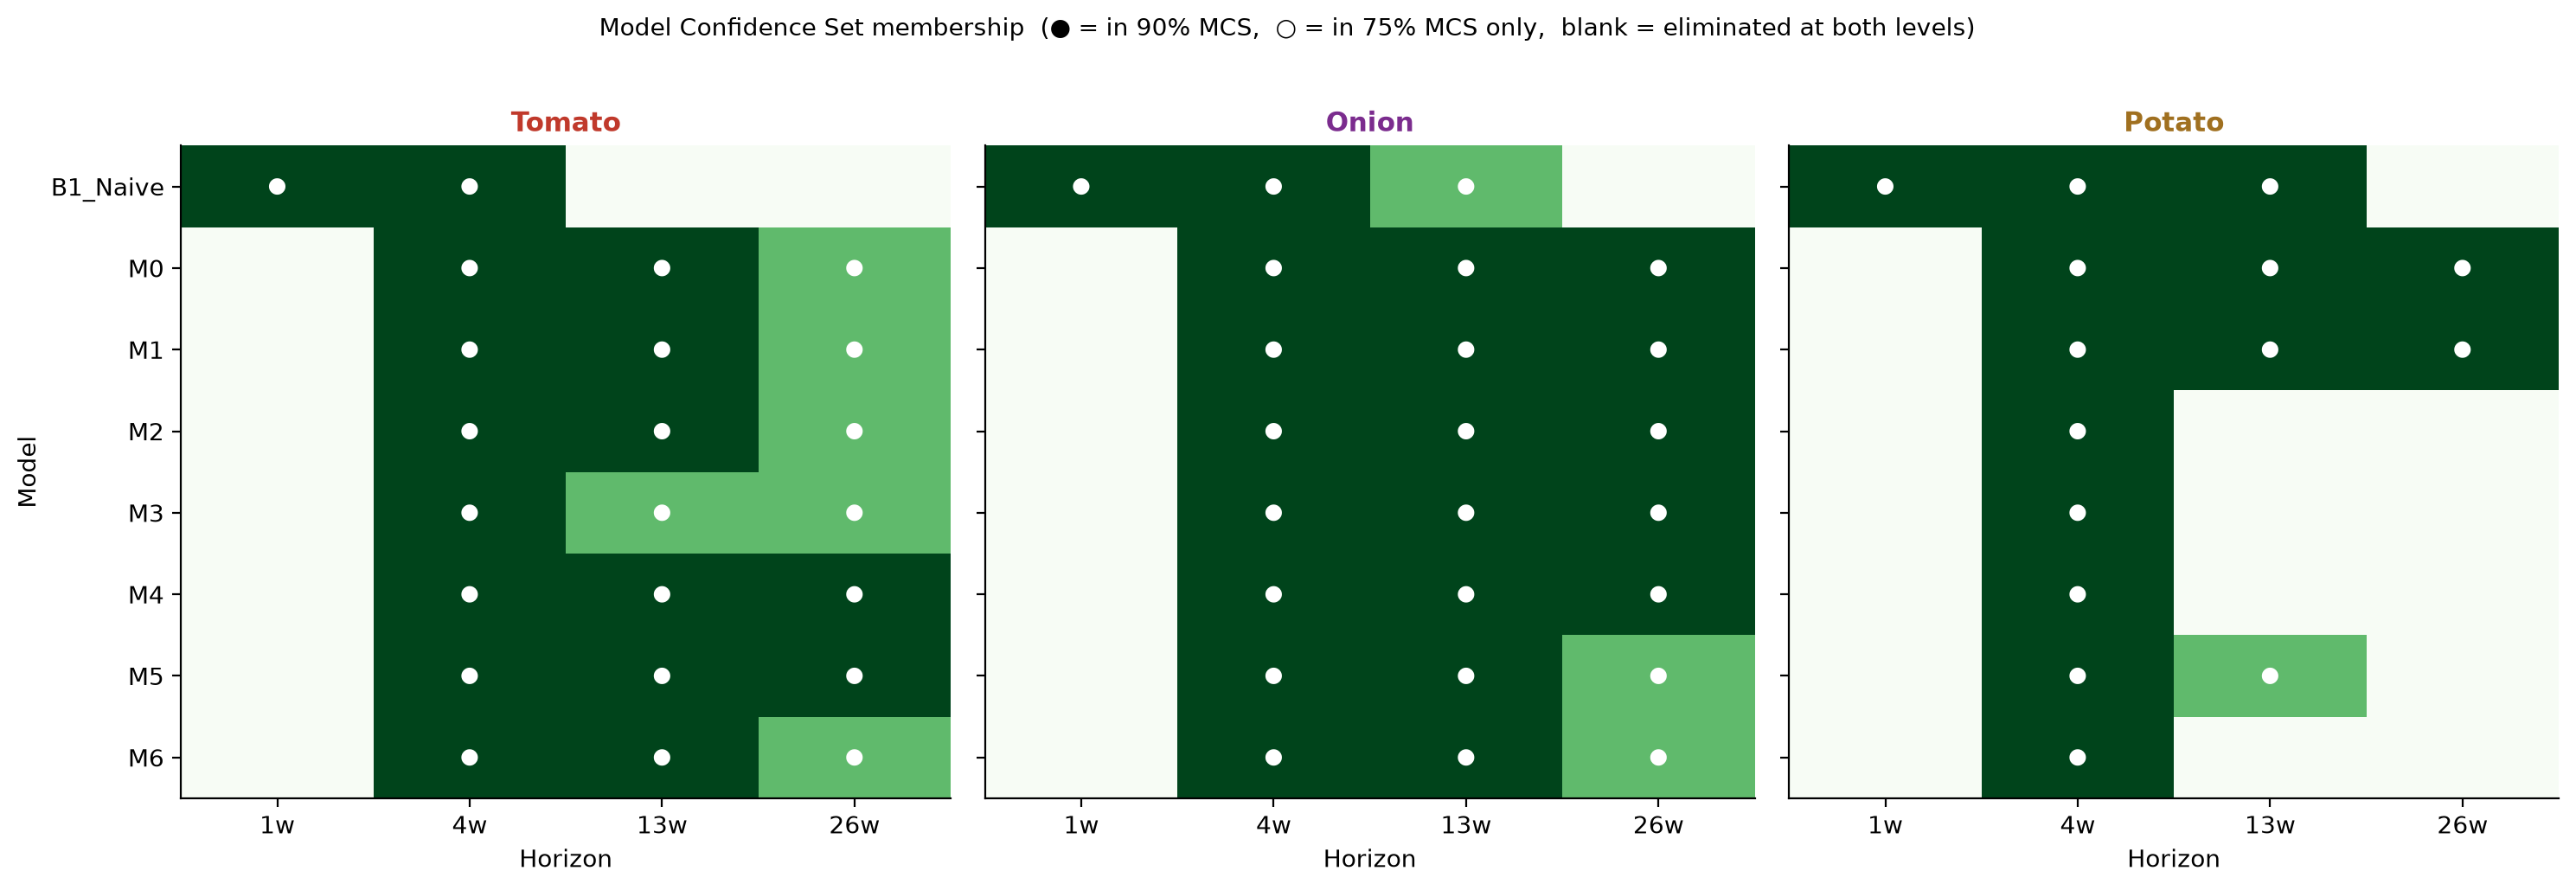 Model Confidence Set membership  (● = in 90% MCS,  ○ = in 75% MCS only,  blank = eliminated at both levels)
Tomato
Onion
Potato
Model
B1_Naive
M0
M1
M2
M3
M4
M5
M6
1w 4w 13w 26w
1w 4w 13w 26w
1w 4w 13w 26w
Horizon
Horizon
Horizon